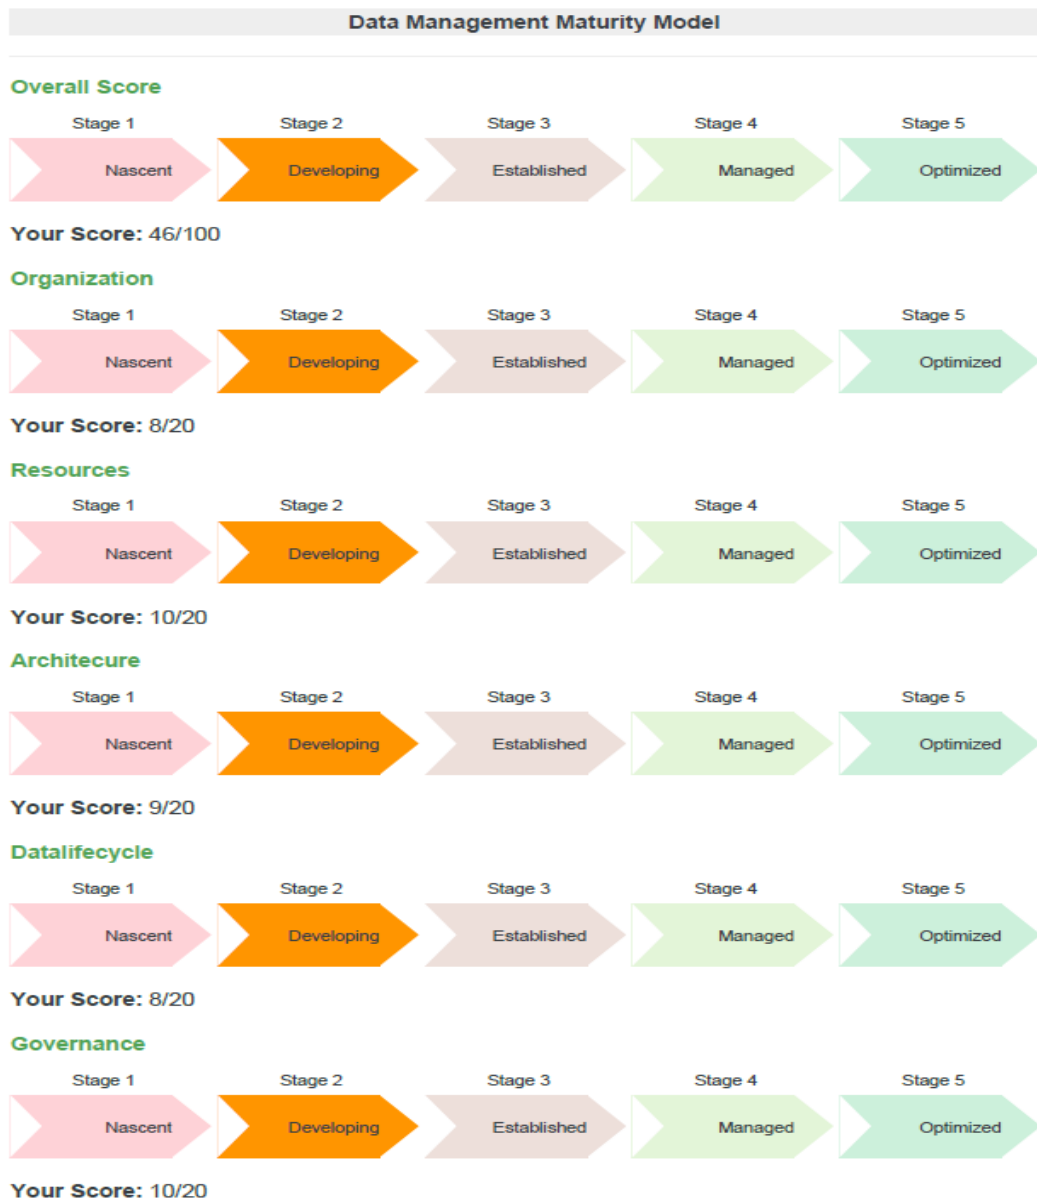 Data Management Maturity Model
Overall Score
Stage 1 Stage 2 Stage 3 Stage 4 Stage 5
Nascent Developing Established Managed Optimized
Your Score: 46/100
Organization
Stage 1 Stage 2 Stage 3 Stage 4 Stage 5
Nascent Developing Established Managed Optimized
Your Score: 8/20
Resources
Stage 1 Stage 2 Stage 3 Stage 4 Stage 5
Nascent Developing Established Managed Optimized
Your Score: 10/20
Architecure
Stage 1 Stage 2 Stage 3 Stage 4 Stage 5
Nascent Developing Established Managed Optimized
Your Score: 9/20
Datalifecycle
Stage 1 Stage 2 Stage 3 Stage 4 Stage 5
Nascent Developing Established Managed Optimized
Your Score: 8/20
Governance
Stage 1 Stage 2 Stage 3 Stage 4 Stage 5
Nascent Developing Established Managed Optimized
Your Score: 10/20